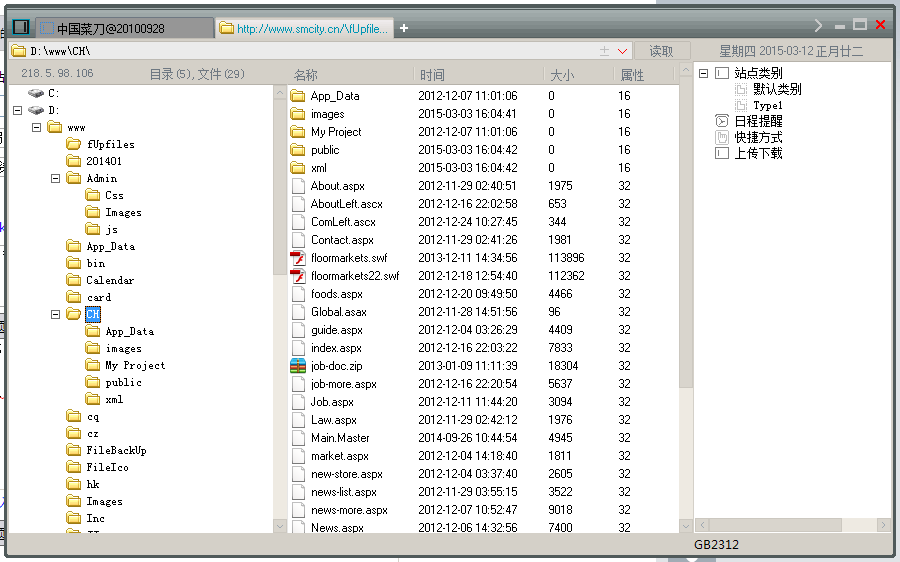 中国菜刀@20100928
http://www.smcity.cn\/fUpfile...
D:\www\CH\
读取
星期四 2015-03-12 正月廿二
218.5.98.106 目录(5),文件(29)
名称 时间 大小 属性
C:
D:
www
fUpfiles
201401
Admin
Css
Images
js
App_Data
bin
Calendar
card
CH
App_Data
images
My Project
public
xml
cq
cz
FileBackUp
FileIco
hk
Images
Inc
App_Data 2012-12-07 11:01:06 0 16
images 2015-03-03 16:04:41 0 16
My Project 2012-12-07 11:01:06 0 16
public 2015-03-03 16:04:42 0 16
xml 2015-03-03 16:04:42 0 16
About.aspx 2012-11-29 02:40:51 1975 32
AboutLeft.ascx 2012-12-16 22:02:58 653 32
ComLeft.ascx 2012-12-24 10:27:45 344 32
Contact.aspx 2012-11-29 02:41:26 1981 32
floormarkets.swf 2013-12-11 14:34:56 113896 32
floormarkets22.swf 2012-12-18 12:54:40 112362 32
foods.aspx 2012-12-20 09:49:50 4466 32
Global.asax 2012-11-28 14:51:56 96 32
guide.aspx 2012-12-04 03:26:29 4409 32
index.aspx 2012-12-16 22:03:22 7833 32
job-doc.zip 2013-01-09 11:11:39 18304 32
job-more.aspx 2012-12-16 22:20:54 5637 32
Job.aspx 2012-12-11 11:44:20 3094 32
Law.aspx 2012-11-29 02:42:12 1976 32
Main.Master 2014-09-26 10:44:54 4945 32
market.aspx 2012-12-04 14:18:40 1811 32
new-store.aspx 2012-12-04 03:37:40 2605 32
news-list.aspx 2012-11-29 03:55:15 3522 32
news-more.aspx 2012-12-07 10:52:47 9018 32
News.aspx 2012-12-06 14:32:56 7400 32
站点类别
默认类别
Type1
日程提醒
快捷方式
上传下载
GB2312